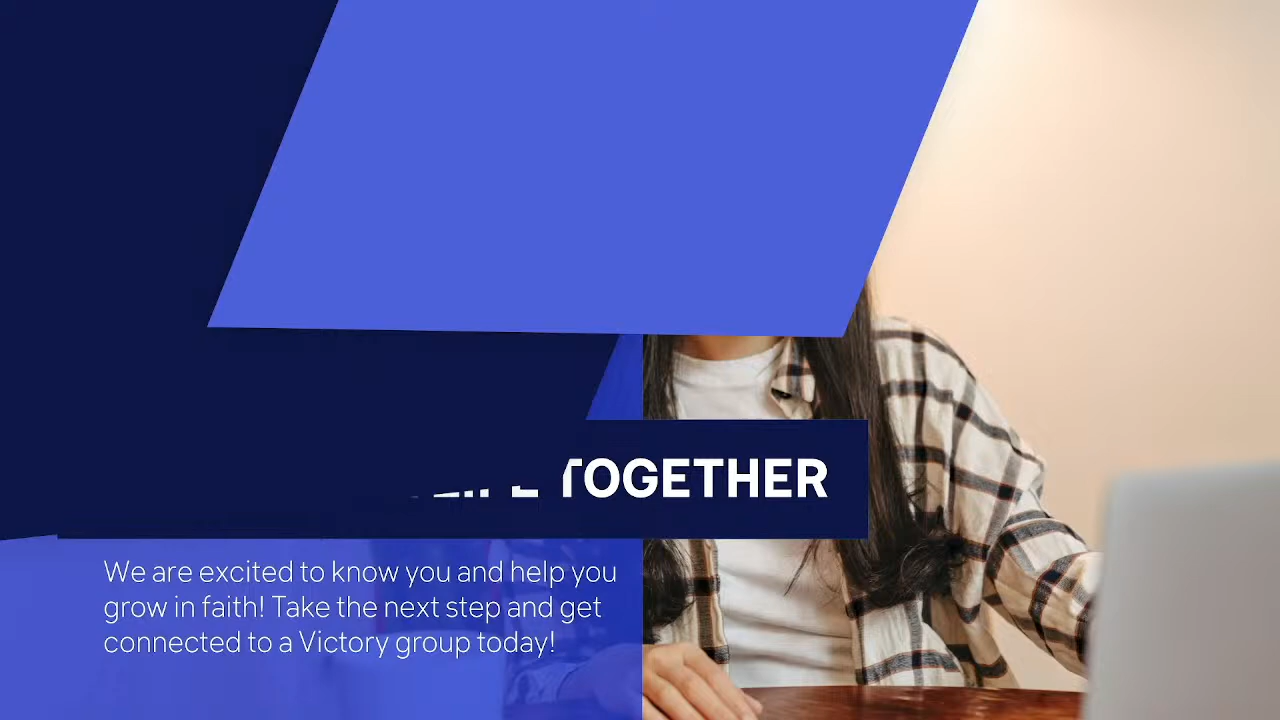 TOGETHER
We are excited to know you and help you
grow in faith! Take the next step and get
connected to a Victory group today!